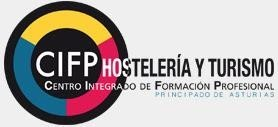 CIFP HOSTELERÍA Y TURISMO
CENTRO INTEGRADO DE FORMACIÓN PROFESIONAL
PRINCIPADO DE ASTURIAS